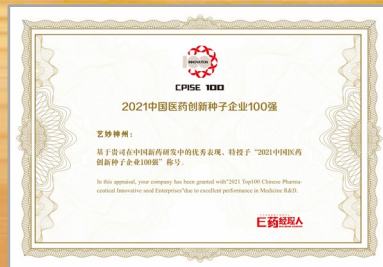 INNOVATION
CPISE 100
2021中国医药创新种子企业100强
艺妙神州：
基于贵司在中国新药研发中的优秀表现、特授予“2021中国医药
创新种子企业100强”称号。
In this appraisal, your company has been granted with"2021 Top100 Chinese Pharma-
ceutical Innovative seed Enterprises"due to excellent performance in Medicine R&D.
E药经理人